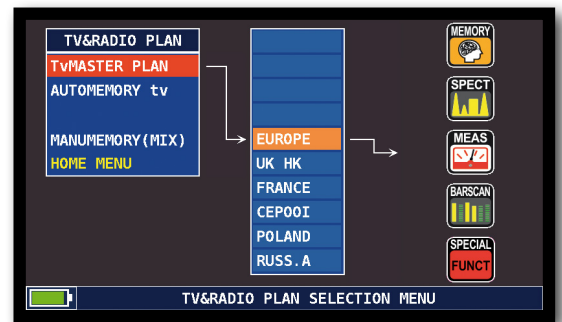 TV&RADIO PLAN
TvMASTER PLAN
AUTOMEMORY tv
MANUMEMORY(MIX)
HOME MENU
EUROPE
UK HK
FRANCE
CEPOOI
POLAND
RUSS.A
MEMORY
SPECT
MEAS
BARSCAN
SPECIAL
FUNCT
TV&RADIO PLAN SELECTION MENU